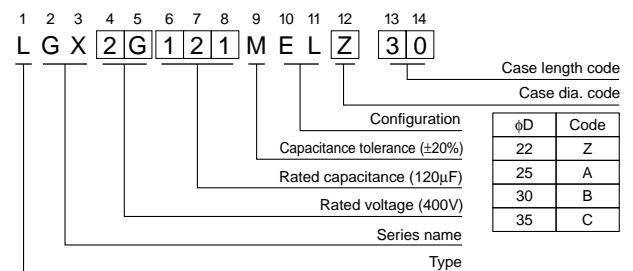 1 2 3 4 5 6 7 8 9 10 11 12 13 14
L G X 2 G 1 2 1 M E L Z 3 0
Case length code
Case dia. code
Configuration
Capacitance tolerance (±20%)
Rated capacitance (120μF)
Rated voltage (400V)
Series name
Type
ϕD Code
22 Z
25 A
30 B
35 C